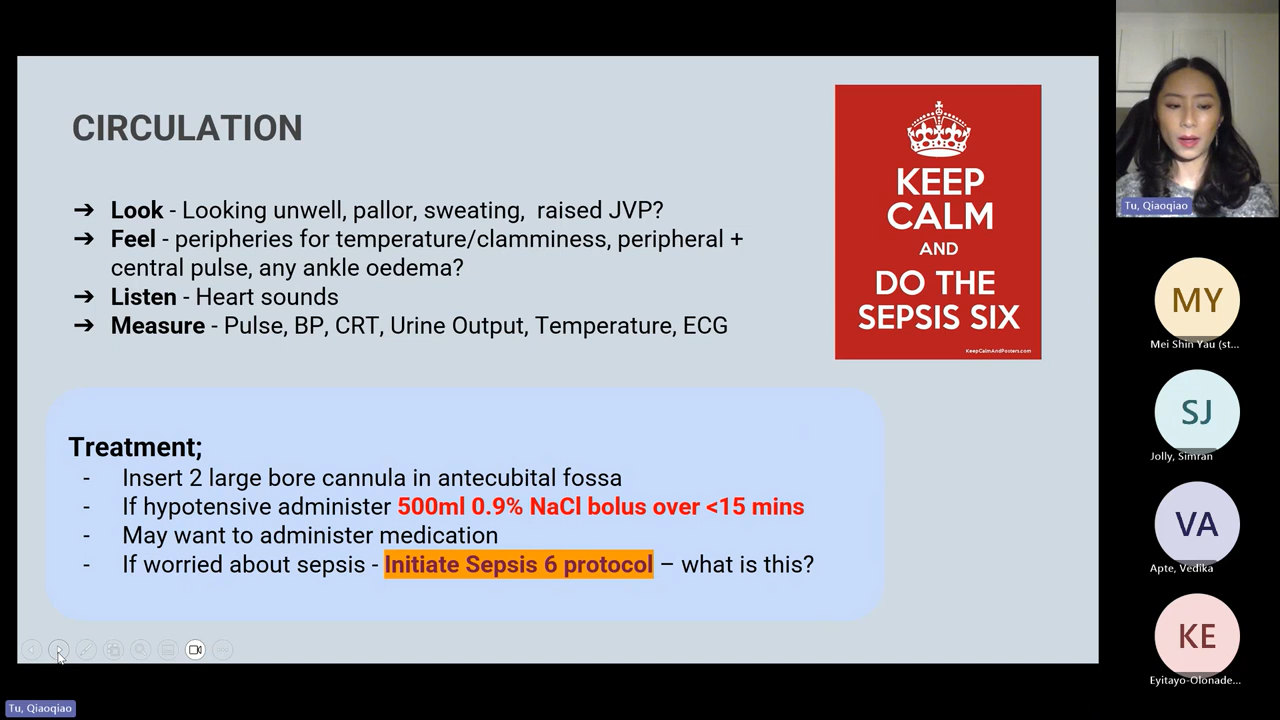 CIRCULATION
➔ Look - Looking unwell, pallor, sweating,  raised JVP?
➔ Feel - peripheries for temperature/clamminess, peripheral +
central pulse, any ankle oedema?
➔ Listen - Heart sounds
➔ Measure - Pulse, BP, CRT, Urine Output, Temperature, ECG
KEEP
CALM
AND
DO THE
SEPSIS SIX
KeepCalmAndPosters.com
Treatment;
- Insert 2 large bore cannula in antecubital fossa
- If hypotensive administer 500ml 0.9% NaCl bolus over <15 mins
- May want to administer medication
- If worried about sepsis - Initiate Sepsis 6 protocol – what is this?
Tu, Qiaoqiao
MY
Mei Shin Yau (st...
SJ
Jolly, Simran
VA
Apte, Vedika
KE
Eyitayo-Olonade...
Tu, Qiaoqiao